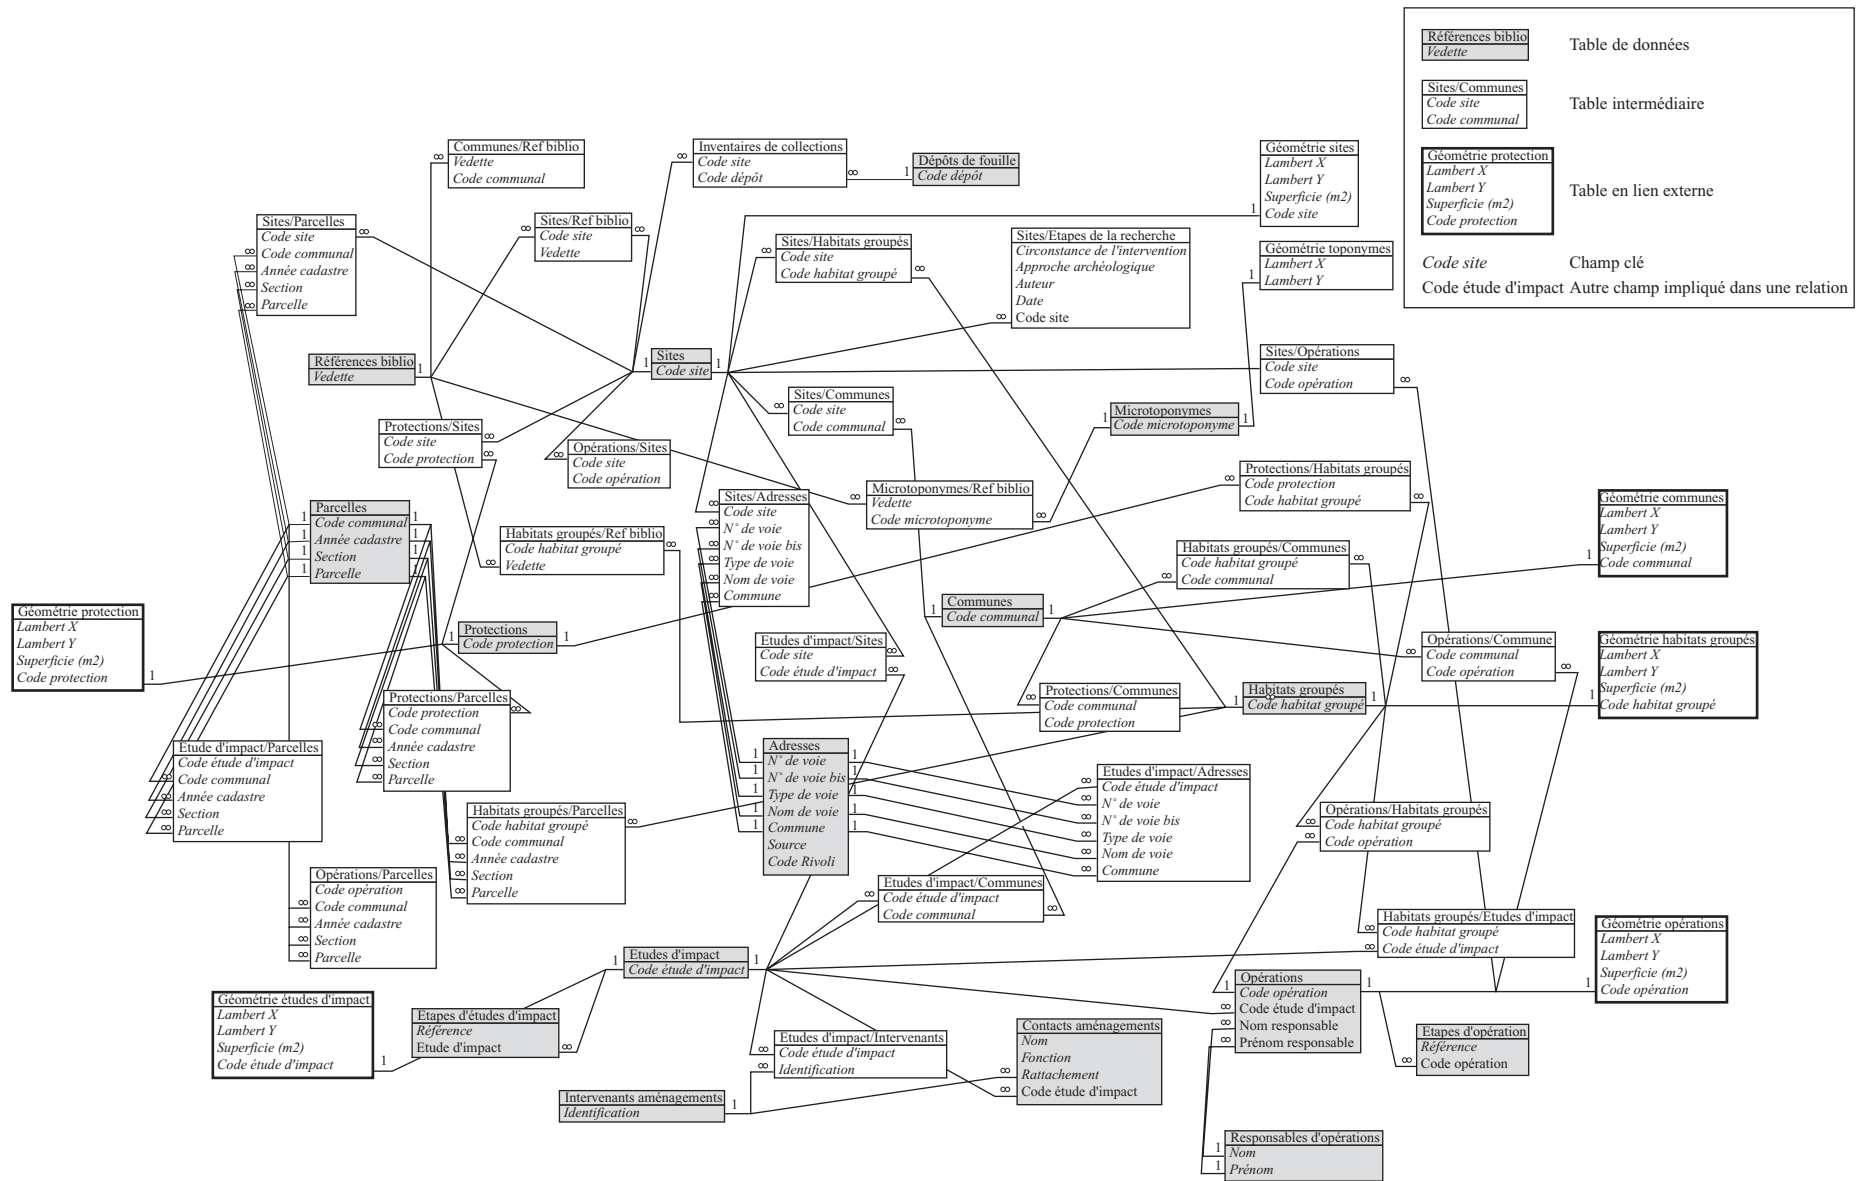 Références biblio
Vedette
Table de données
Sites/Communes
Code site
Code communal
Table intermédiaire
Géométrie protection
Lambert X
Lambert Y
Superficie (m2)
Code protection
Table en lien externe
Code site
Champ clé
Code étude d'impact Autre champ impliqué dans une relation
Communes/Ref biblio
Vedette
Code communal
Inventaires de collections
Code site
Code dépôt
Dépôts de fouille
Code dépôt
Géométrie sites
Lambert X
Lambert Y
Superficie (m2)
Code site
Sites/Parcelles
Code site
Code communal
Année cadastre
Section
Parcelle
Sites/Ref biblio
Code site
Vedette
Sites/Habitats groupés
Code site
Code habitat groupé
Sites/Etapes de la recherche
Circonstance de l'intervention
Approche archéologique
Auteur
Date
Code site
Géométrie toponymes
Lambert X
Lambert Y
Références biblio
Vedette
Sites
Code site
Sites/Opérations
Code site
Code opération
Sites/Communes
Code site
Code communal
Microtoponymes
Code microtoponyme
Protections/Sites
Code site
Code protection
Opérations/Sites
Code site
Code opération
Sites/Adresses
Code site
N° de voie
N° de voie bis
Type de voie
Nom de voie
Commune
Microtoponymes/Ref biblio
Vedette
Code microtoponyme
Protections/Habitats groupés
Code protection
Code habitat groupé
Géométrie communes
Lambert X
Lambert Y
Superficie (m2)
Code communal
Parcelles
Code communal
Année cadastre
Section
Parcelle
Habitats groupés/Ref biblio
Code habitat groupé
Vedette
Habitats groupés/Communes
Code habitat groupé
Code communal
Géométrie protection
Lambert X
Lambert Y
Superficie (m2)
Code protection
Protections
Code protection
Communes
Code communal
Etudes d'impact/Sites
Code site
Code étude d'impact
Opérations/Commune
Code communal
Code opération
Géométrie habitats groupés
Lambert X
Lambert Y
Superficie (m2)
Code habitat groupé
Protections/Parcelles
Code protection
Code communal
Année cadastre
Section
Parcelle
Protections/Communes
Code communal
Code protection
Habitats groupés
Code habitat groupé
Etude d'impact/Parcelles
Code étude d'impact
Code communal
Année cadastre
Section
Parcelle
Adresses
N° de voie
N° de voie bis
Type de voie
Nom de voie
Commune
Source
Code Rivoli
Etudes d'impact/Adresses
Code étude d'impact
N° de voie
N° de voie bis
Type de voie
Nom de voie
Commune
Habitats groupés/Parcelles
Code habitat groupé
Code communal
Année cadastre
Section
Parcelle
Opérations/Habitats groupés
Code habitat groupé
Code opération
Opérations/Parcelles
Code opération
Code communal
Année cadastre
Section
Parcelle
Etudes d'impact/Communes
Code étude d'impact
Code communal
Habitats groupés/Etudes d'impact
Code habitat groupé
Code étude d'impact
Géométrie opérations
Lambert X
Lambert Y
Superficie (m2)
Code opération
Etudes d'impact
Code étude d'impact
Opérations
Code opération
Code étude d'impact
Nom responsable
Prénom responsable
Géométrie études d'impact
Lambert X
Lambert Y
Superficie (m2)
Code étude d'impact
Etapes d'études d'impact
Référence
Etude d'impact
Etudes d'impact/Intervenants
Code étude d'impact
Identification
Contacts aménagements
Nom
Fonction
Rattachement
Code étude d'impact
Etapes d'opération
Référence
Code opération
Intervenants aménagements
Identification
Responsables d'opérations
Nom
Prénom